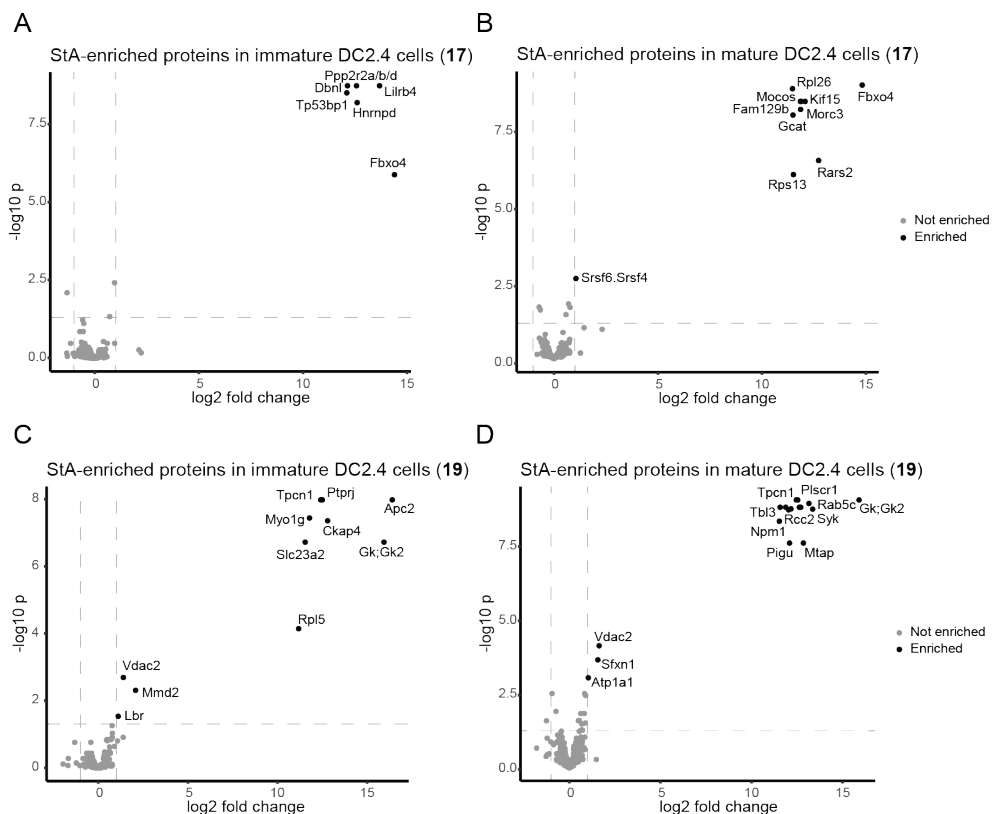 A
StA-enriched proteins in immature DC2.4 cells (17)
Ppp2r2a/b/d
Dbnl
Lilrb4
Tp53bp1
Hnrnpd
Fbxo4
7.5
5.0
2.5
0.0
-log10 p
0
5
10
15
log2 fold change
B
StA-enriched proteins in mature DC2.4 cells (17)
Rpl26
Mocos
Kif15
Fbxo4
Fam129b
Morc3
Gcat
Rars2
Rps13
Srsf6.Srsf4
7.5
5.0
2.5
0.0
-log10 p
0
5
10
15
log2 fold change
Not enriched
Enriched
C
StA-enriched proteins in immature DC2.4 cells (19)
Tpcn1
Ptprj
Apc2
Myo1g
Ckap4
Slc23a2
Gk;Gk2
Rpl5
Vdac2
Mmd2
Lbr
8
6
4
2
0
-log10 p
0
5
10
15
log2 fold change
D
StA-enriched proteins in mature DC2.4 cells (19)
Tpcn1
Plscr1
Rab5c
Gk;Gk2
Tbl3
Rcc2
Syk
Npm1
Pigu
Mtap
Vdac2
Sfxn1
Atp1a1
7.5
5.0
2.5
0.0
-log10 p
0
5
10
15
log2 fold change
Not enriched
Enriched